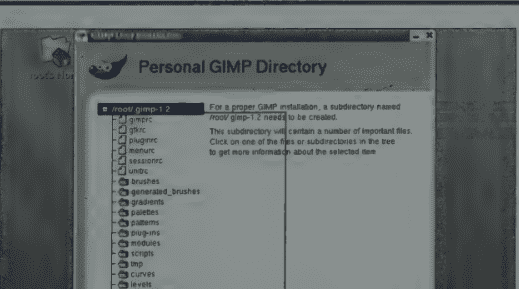 Personal GIMP Directory
/root/.gimp-1.2
gimprc
gtkrc
pluginrc
menurc
sessionrc
unitrc
brushes
generated_brushes
gradients
palettes
patterns
plug-ins
modules
scripts
tmp
curves
levels
For a proper GIMP installation, a subdirectory named
/root/.gimp-1.2 needs to be created.
This subdirectory will contain a number of important files.
Click on one of the files or subdirectories in the tree
to get more information about the selected item.